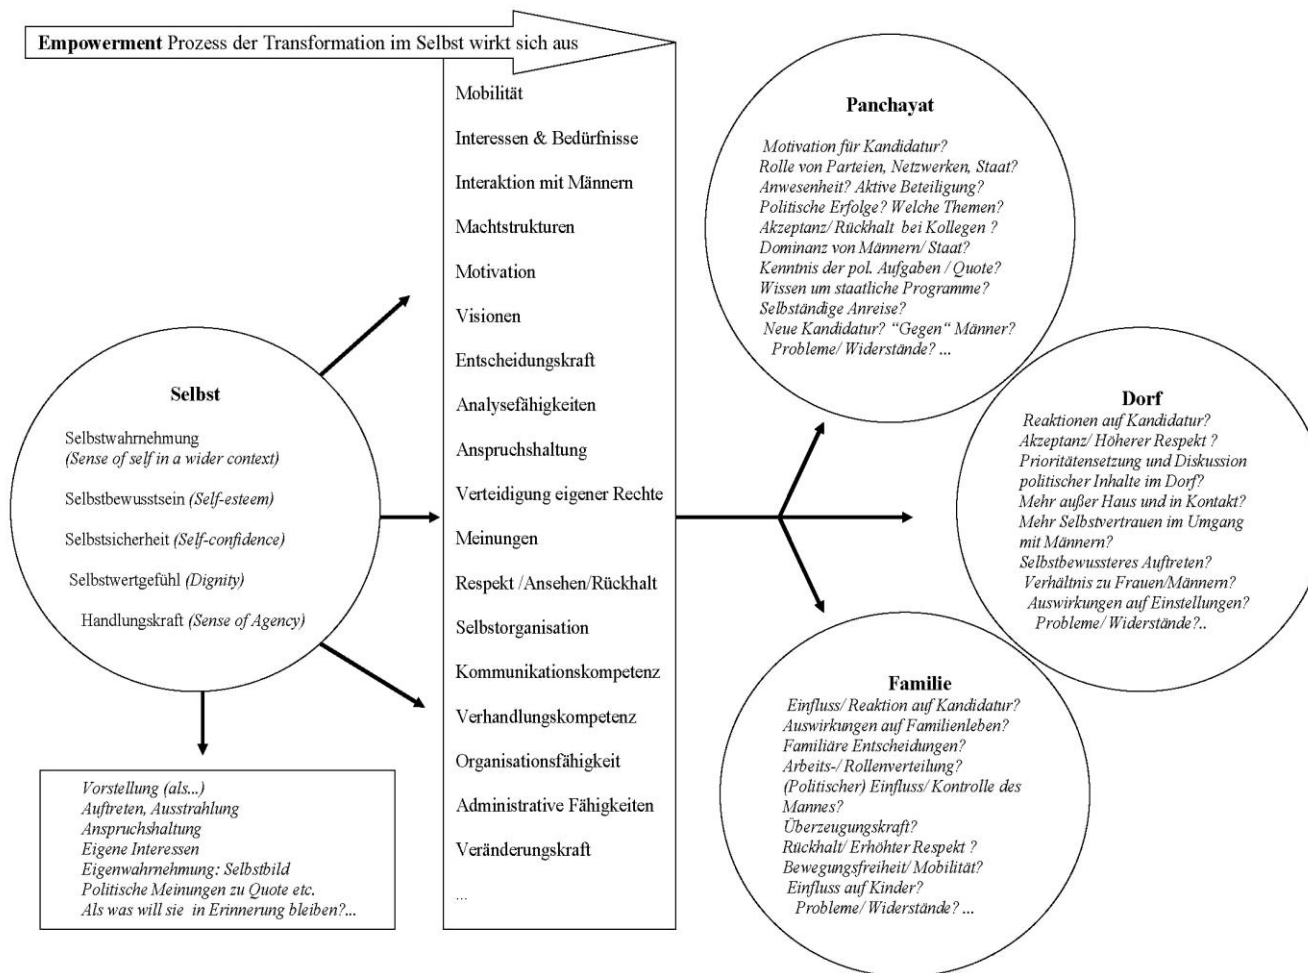 Empowerment Prozess der Transformation im Selbst wirkt sich aus
Selbst
Selbstwahrnehmung
(Sense of self in a wider context)
Selbstbewusstsein (Self-esteem)
Selbstsicherheit (Self-confidence)
Selbstwertgefühl (Dignity)
Handlungskraft (Sense of Agency)
Vorstellung (als...)
Auftreten, Ausstrahlung
Anspruchshaltung
Eigene Interessen
Eigenwahrnehmung: Selbstbild
Politische Meinungen zu Quote etc.
Als was will sie in Erinnerung bleiben?...
Mobilität
Interessen & Bedürfnisse
Interaktion mit Männern
Machtstrukturen
Motivation
Visionen
Entscheidungskraft
Analysefähigkeiten
Anspruchshaltung
Verteidigung eigener Rechte
Meinungen
Respekt /Ansehen/Rückhalt
Selbstorganisation
Kommunikationskompetenz
Verhandlungskompetenz
Organisationsfähigkeit
Administrative Fähigkeiten
Veränderungskraft
...
Panchayat
Motivation für Kandidatur?
Rolle von Parteien, Netzwerken, Staat?
Anwesenheit? Aktive Beteiligung?
Politische Erfolge? Welche Themen?
Akzeptanz/ Rückhalt bei Kollegen ?
Dominanz von Männern/ Staat?
Kenntnis der pol. Aufgaben / Quote?
Wissen um staatliche Programme?
Selbständige Anreise?
Neue Kandidatur? “Gegen“ Männer?
Probleme/ Widerstände? ...
Dorf
Reaktionen auf Kandidatur?
Akzeptanz/ Höherer Respekt ?
Prioritätensetzung und Diskussion
politischer Inhalte im Dorf?
Mehr außer Haus und in Kontakt?
Mehr Selbstvertrauen im Umgang
mit Männern?
Selbstbewussteres Auftreten?
Verhältnis zu Frauen/Männern?
Auswirkungen auf Einstellungen?
Probleme/ Widerstände?..
Familie
Einfluss/ Reaktion auf Kandidatur?
Auswirkungen auf Familienleben?
Familiäre Entscheidungen?
Arbeits-/ Rollenverteilung?
(Politischer) Einfluss/ Kontrolle des
Mannes?
Überzeugungskraft?
Rückhalt/ Erhöhter Respekt ?
Bewegungsfreiheit/ Mobilität?
Einfluss auf Kinder?
Probleme/ Widerstände? ...